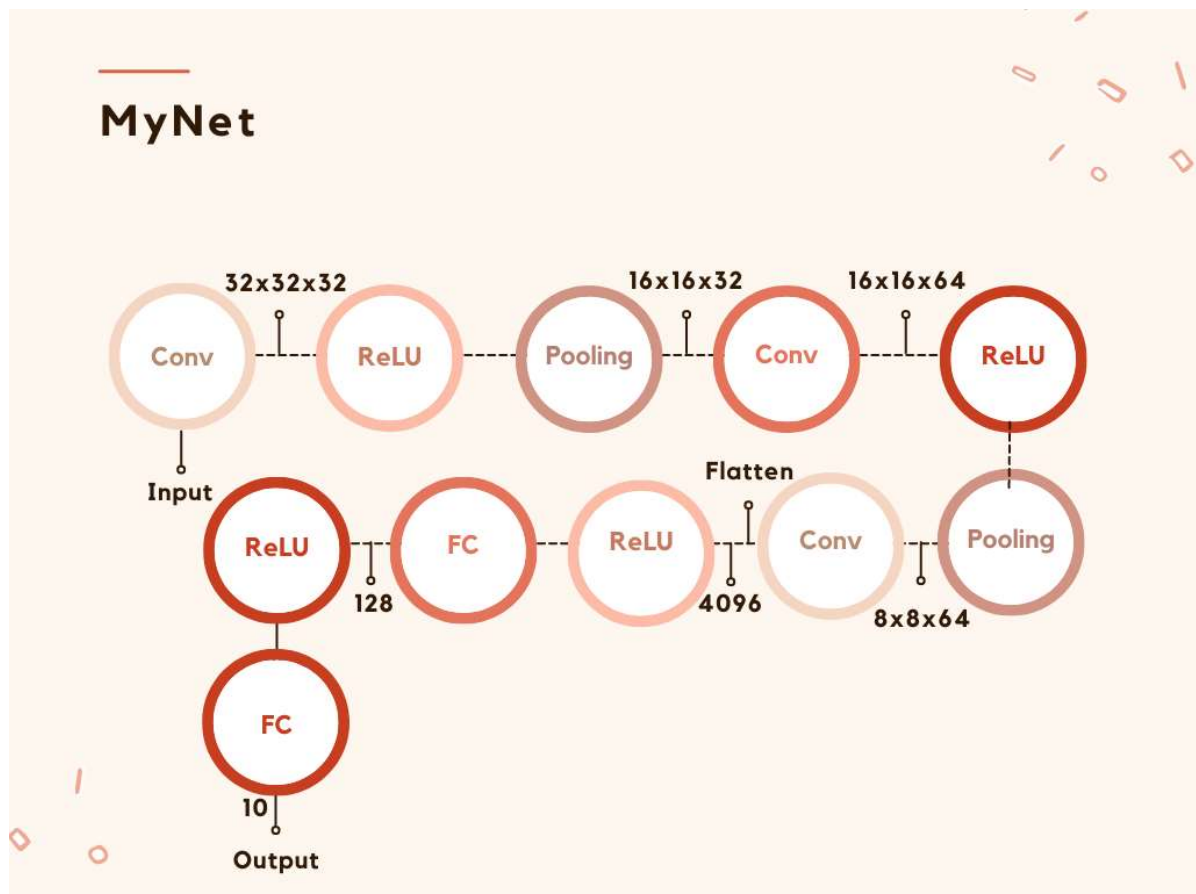 MyNet
32x32x32
16x16x32
16x16x64
Conv
ReLU
Pooling
Conv
ReLU
Input
Flatten
ReLU
FC
ReLU
Conv
Pooling
128
4096
8x8x64
FC
10
Output